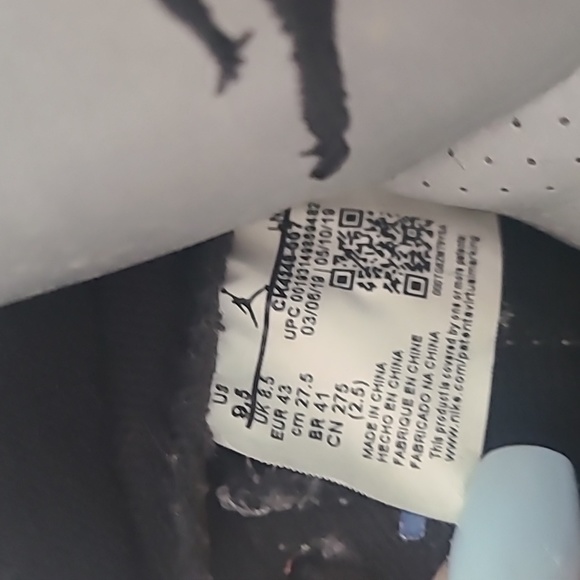 US
9.5
UK 8.5
EUR 43
cm 27.5
BR 41
CN 275
(2.5)
03/06/19 05/10/19
MADE IN CHINA
HECHO EN CHINA
FABRIQUE EN CHINE
FABRICADO NA CHINA
This product is covered by one or more patents
www.nike.com/patentsvirtualmarking
UPC